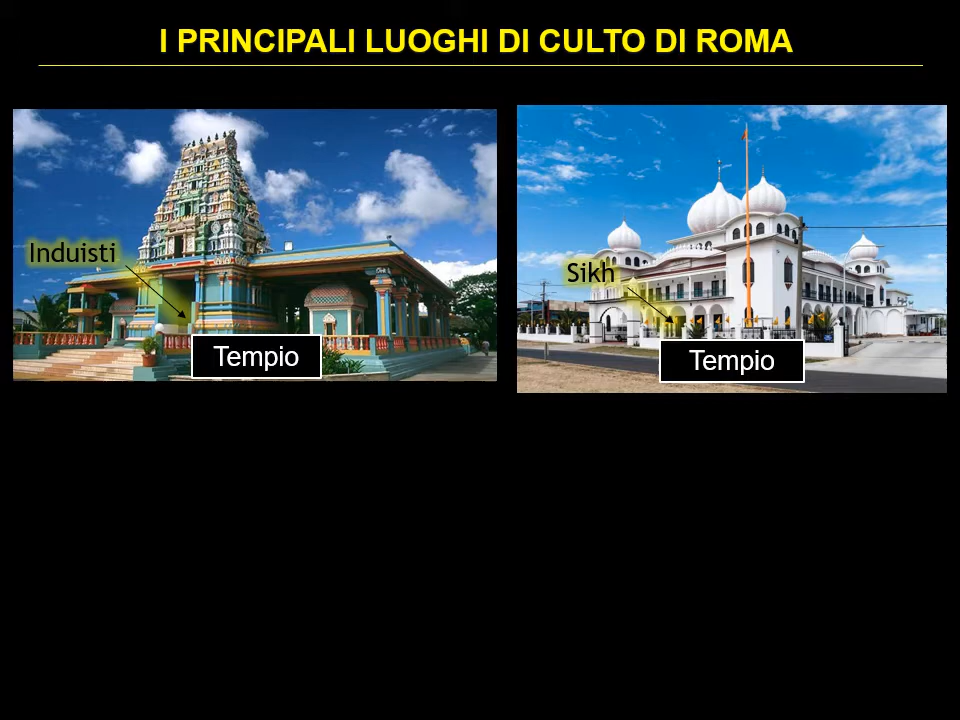 I PRINCIPALI LUOGHI DI CULTO DI ROMA
Induisti
Tempio
Sikh
Tempio